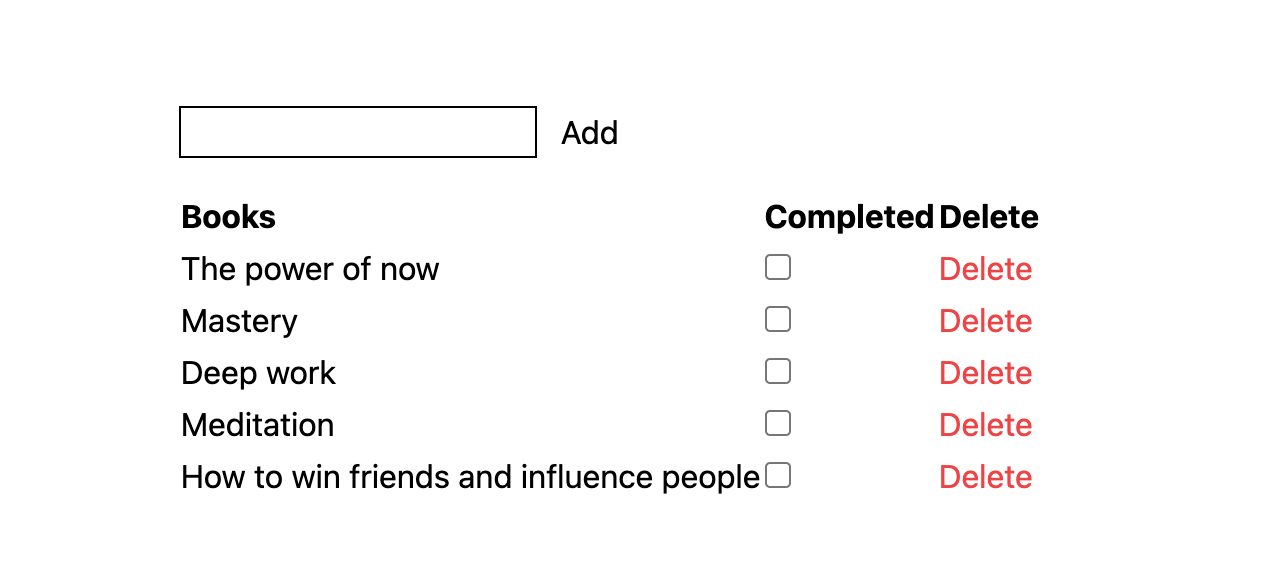 Add
Books Completed Delete
The power of now Delete
Mastery Delete
Deep work Delete
Meditation Delete
How to win friends and influence people Delete